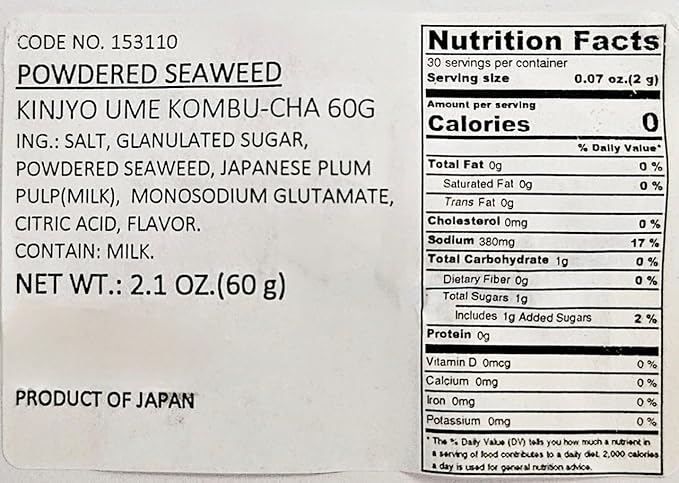 CODE NO. 153110
POWDERED SEAWEED
KINJYO UME KOMBU-CHA 60G
ING.: SALT, GLANULATED SUGAR,
POWDERED SEAWEED, JAPANESE PLUM
PULP(MILK), MONOSODIUM GLUTAMATE,
CITRIC ACID, FLAVOR.
CONTAIN: MILK.
NET WT.: 2.1 OZ.(60 g)
PRODUCT OF JAPAN
Nutrition Facts
30 servings per container
Serving size 0.07 oz.(2 g)
Amount per serving
Calories 0
% Daily Value*
Total Fat 0g 0 %
Saturated Fat 0g 0 %
Trans Fat 0g
Cholesterol 0mg 0 %
Sodium 380mg 17 %
Total Carbohydrate 1g 0 %
Dietary Fiber 0g 0 %
Total Sugars 1g
Includes 1g Added Sugars 2 %
Protein 0g
Vitamin D 0mcg 0 %
Calcium 0mg 0 %
Iron 0mg 0 %
Potassium 0mg 0 %
* The % Daily Value (DV) tells you how much a nutrient in
a serving of food contributes to a daily diet. 2,000 calories
a day is used for general nutrition advice.